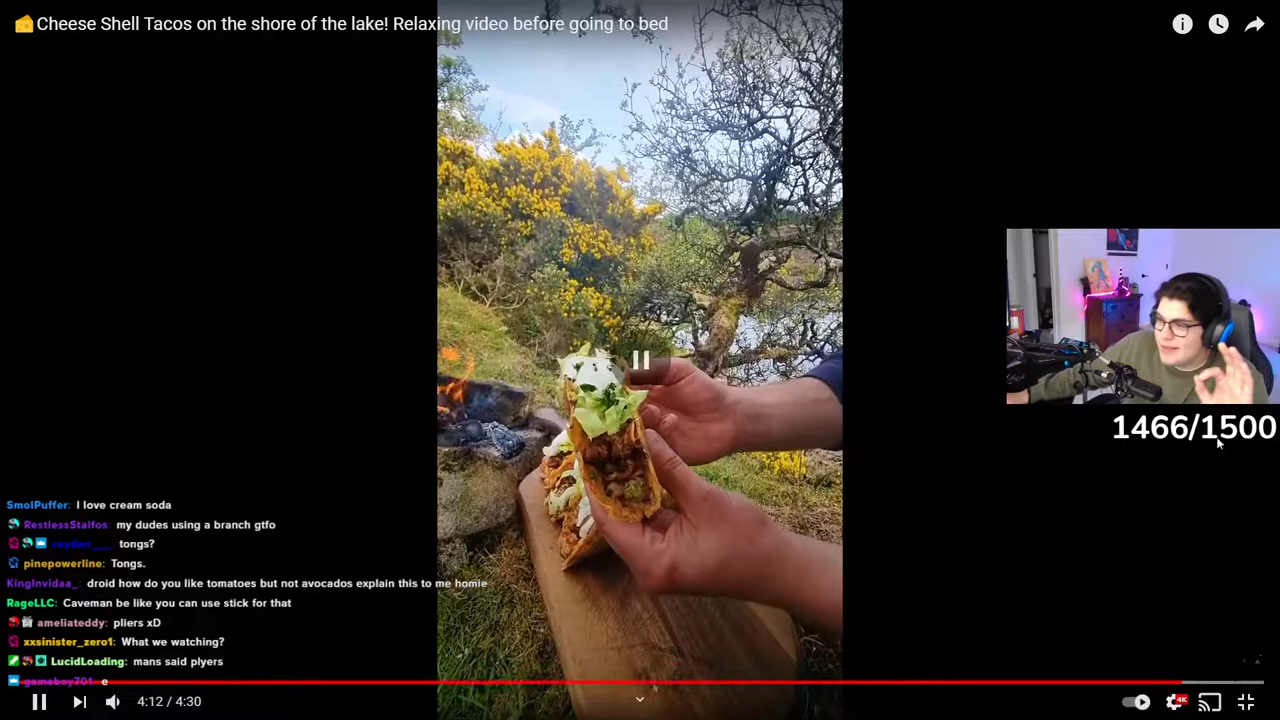 🧀Cheese Shell Tacos on the shore of the lake! Relaxing video before going to bed
1466/1500
SmolPuffer: I love cream soda
RestlessStalfos: my dudes using a branch gtfo
tongs?
pinepowerline: Tongs.
KingInvidaa_: droid how do you like tomatoes but not avocados explain this to me homie
RageLLC: Caveman be like you can use stick for that
ameliateddy: pliers xD
xxsinister_zero1: What we watching?
LucidLoading: mans said plyers
gameboy701: e
4:12 / 4:30
4K